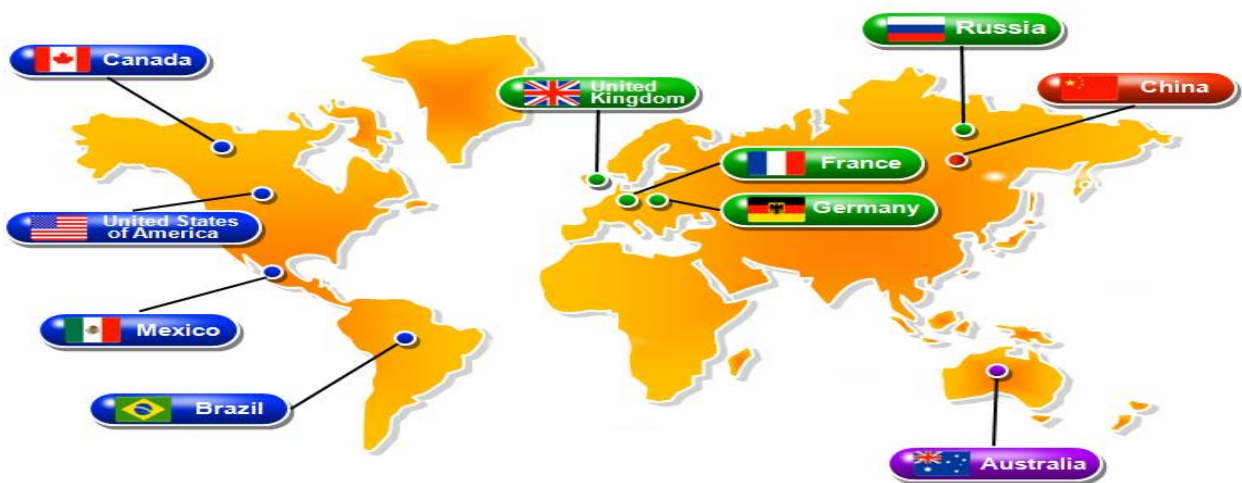 Russia
Canada
China
United
Kingdom
France
Germany
United States
of America
Mexico
Brazil
Australia